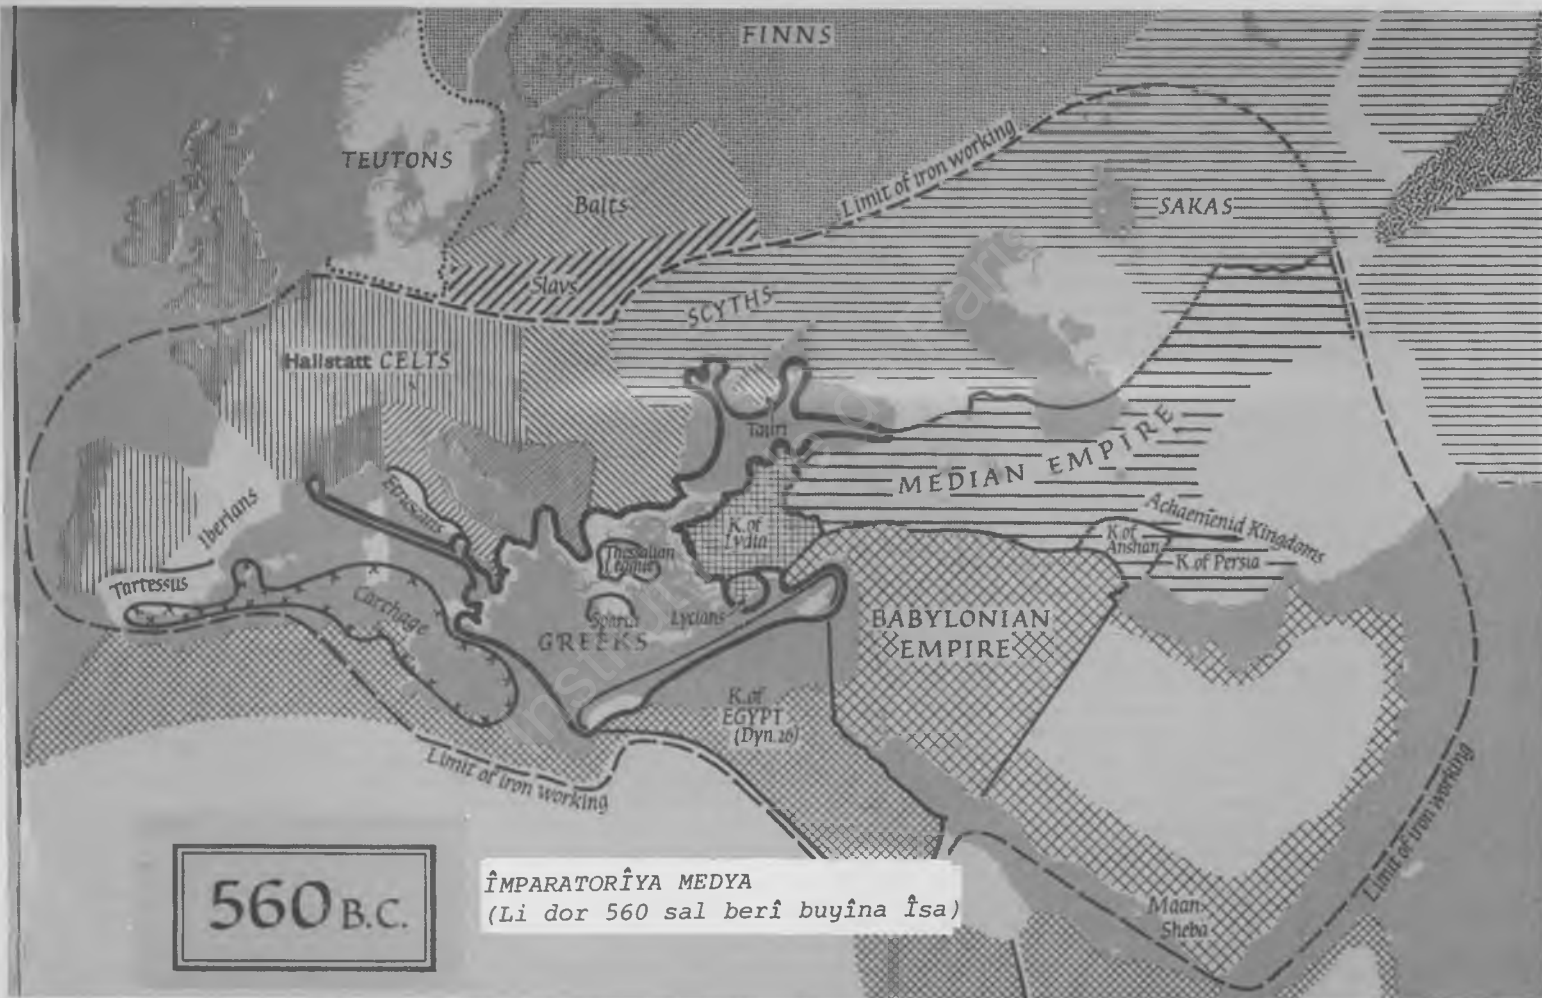 FINNS
TEUTONS
Limit of iron working
Balts
SAKAS
Slavs
SCYTHS
Hallstatt CELTS
Tauri
MEDIAN EMPIRE
Etruscans
Iberians
K. of
Lydia
Achaemenid Kingdoms
K. of
Anshan
K. of Persia
Thessalian
League
Tartessus
Carthage
Sparta
Lycians
GREEKS
BABYLONIAN
EMPIRE
K. of
EGYPT
(Dyn. 26)
Limit of iron working
Limit of iron working
560 B.C.
ÎMPARATORÎYA MEDYA
(Li dor 560 sal berî buyîna Îsa)
Maan-
Sheba